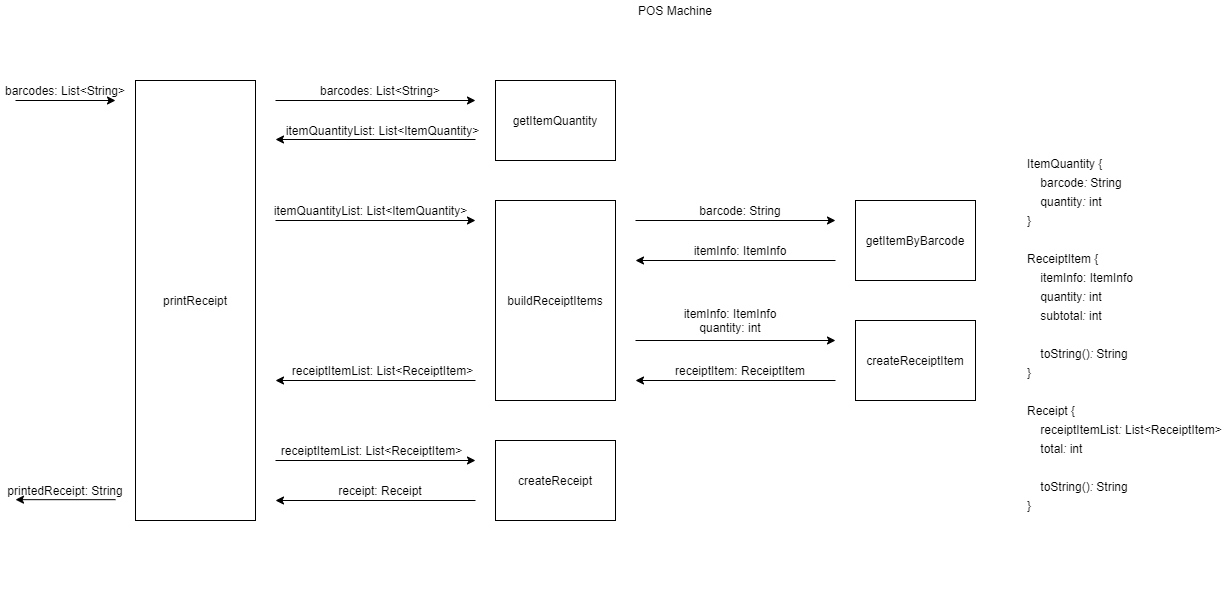 POS Machine
barcodes: List<String>
barcodes: List<String>
getItemQuantity
itemQuantityList: List<ItemQuantity>
itemQuantityList: List<ItemQuantity>
barcode: String
getItemByBarcode
itemInfo: ItemInfo
printReceipt
buildReceiptItems
itemInfo: ItemInfo
quantity: int
createReceiptItem
receiptItemList: List<ReceiptItem>
receiptItem: ReceiptItem
receiptItemList: List<ReceiptItem>
createReceipt
printedReceipt: String
receipt: Receipt
ItemQuantity {
barcode: String
quantity: int
}
ReceiptItem {
itemInfo: ItemInfo
quantity: int
subtotal: int
toString(): String
}
Receipt {
receiptItemList: List<ReceiptItem>
total: int
toString(): String
}